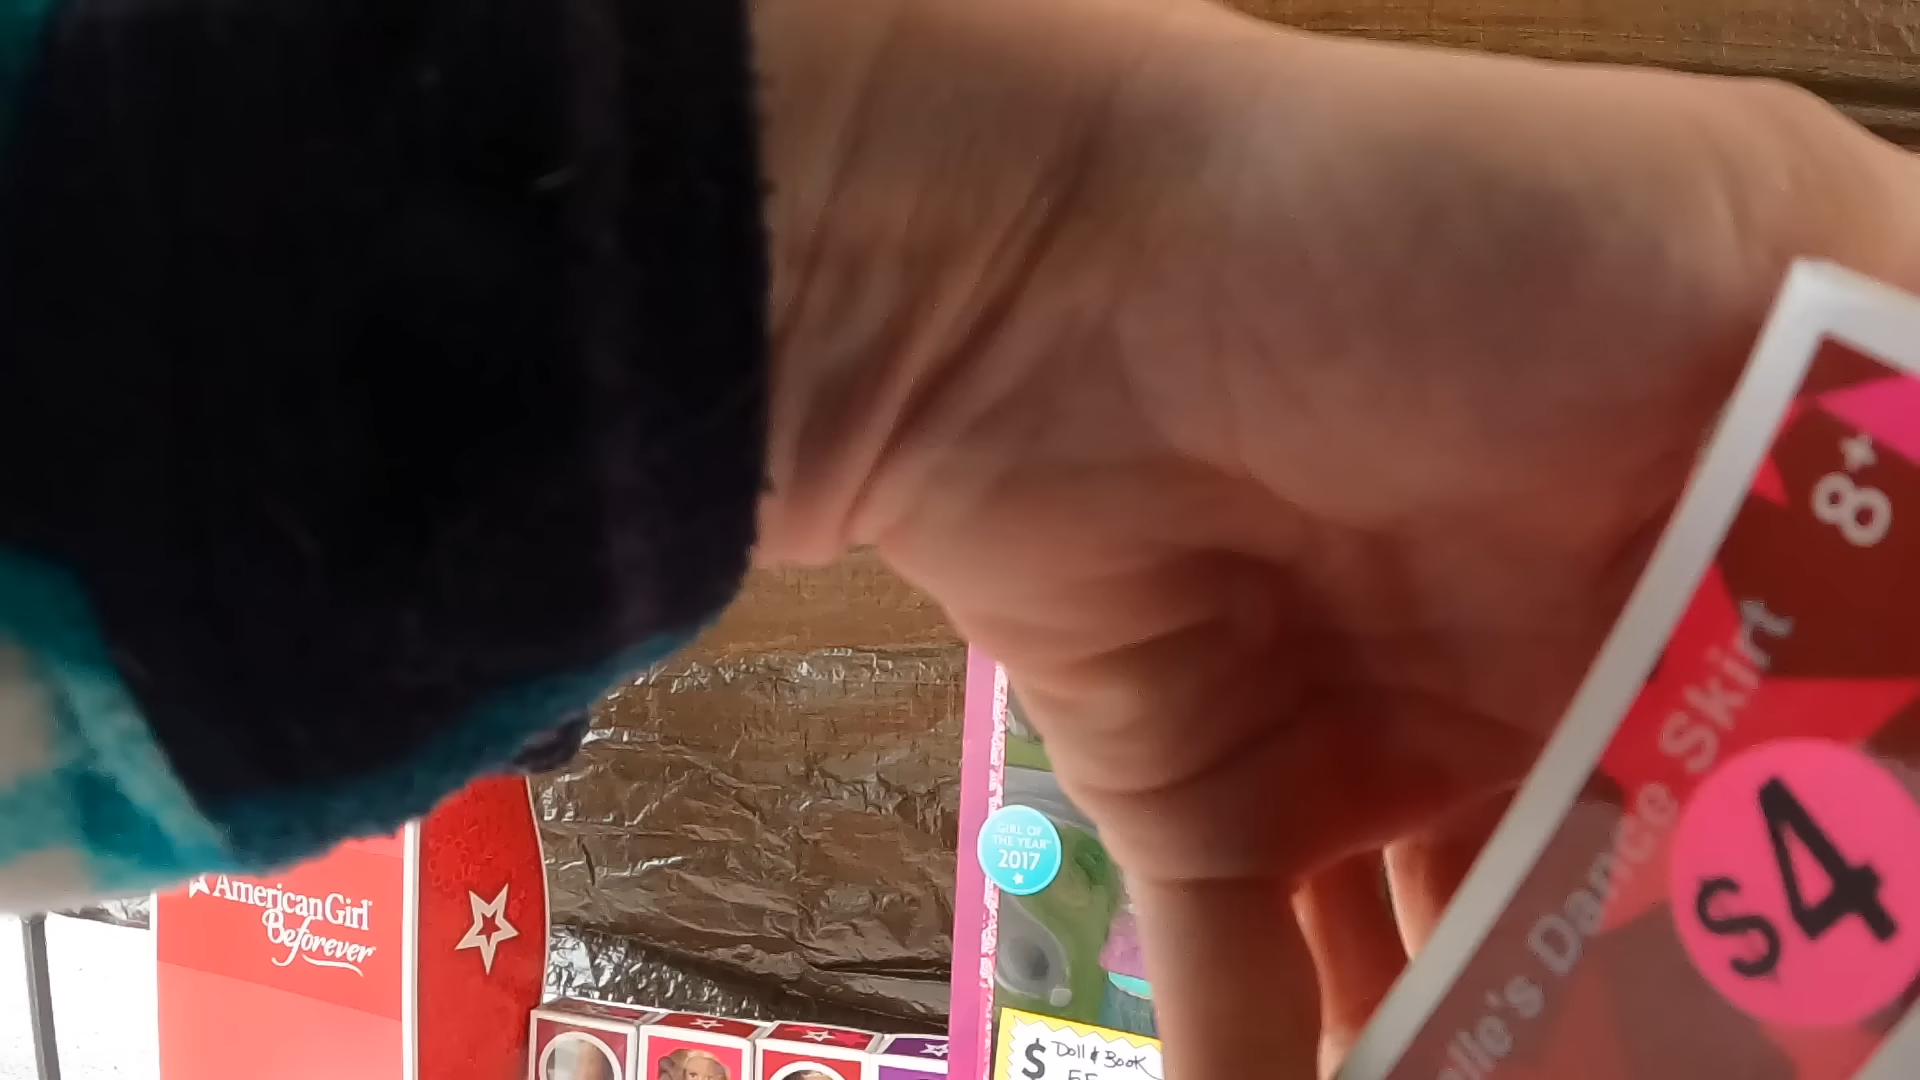 American Girl
Beforever
GIRL OF
THE YEAR
2017
$ Doll & Book
8+
Dance Skirt
$4